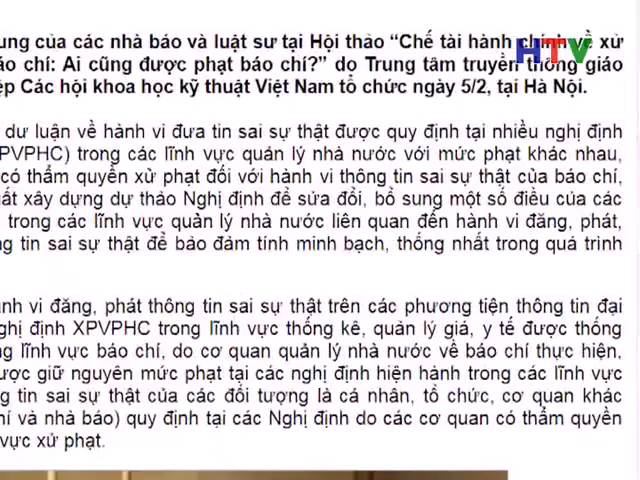 HTV
ung của các nhà báo và luật sư tại Hội thảo “Chế tài hành chính về xử
áo chí: Ai cũng được phạt báo chí?” do Trung tâm truyền thông giáo
ệp Các hội khoa học kỹ thuật Việt Nam tổ chức ngày 5/2, tại Hà Nội.
dư luận về hành vi đưa tin sai sự thật được quy định tại nhiều nghị định
PVPHC) trong các lĩnh vực quản lý nhà nước với mức phạt khác nhau,
có thẩm quyền xử phạt đối với hành vi thông tin sai sự thật của báo chí,
ất xây dựng dự thảo Nghị định để sửa đổi, bổ sung một số điều của các
trong các lĩnh vực quản lý nhà nước liên quan đến hành vi đăng, phát,
ng tin sai sự thật để bảo đảm tính minh bạch, thống nhất trong quá trình
ành vi đăng, phát thông tin sai sự thật trên các phương tiện thông tin đại
ghị định XPVPHC trong lĩnh vực thống kê, quản lý giá, y tế được thống
ng lĩnh vực báo chí, do cơ quan quản lý nhà nước về báo chí thực hiện,
ược giữ nguyên mức phạt tại các nghị định hiện hành trong các lĩnh vực
ng tin sai sự thật của các đối tượng là cá nhân, tổ chức, cơ quan khác
hí và nhà báo) quy định tại các Nghị định do các cơ quan có thẩm quyền
vực xử phạt.